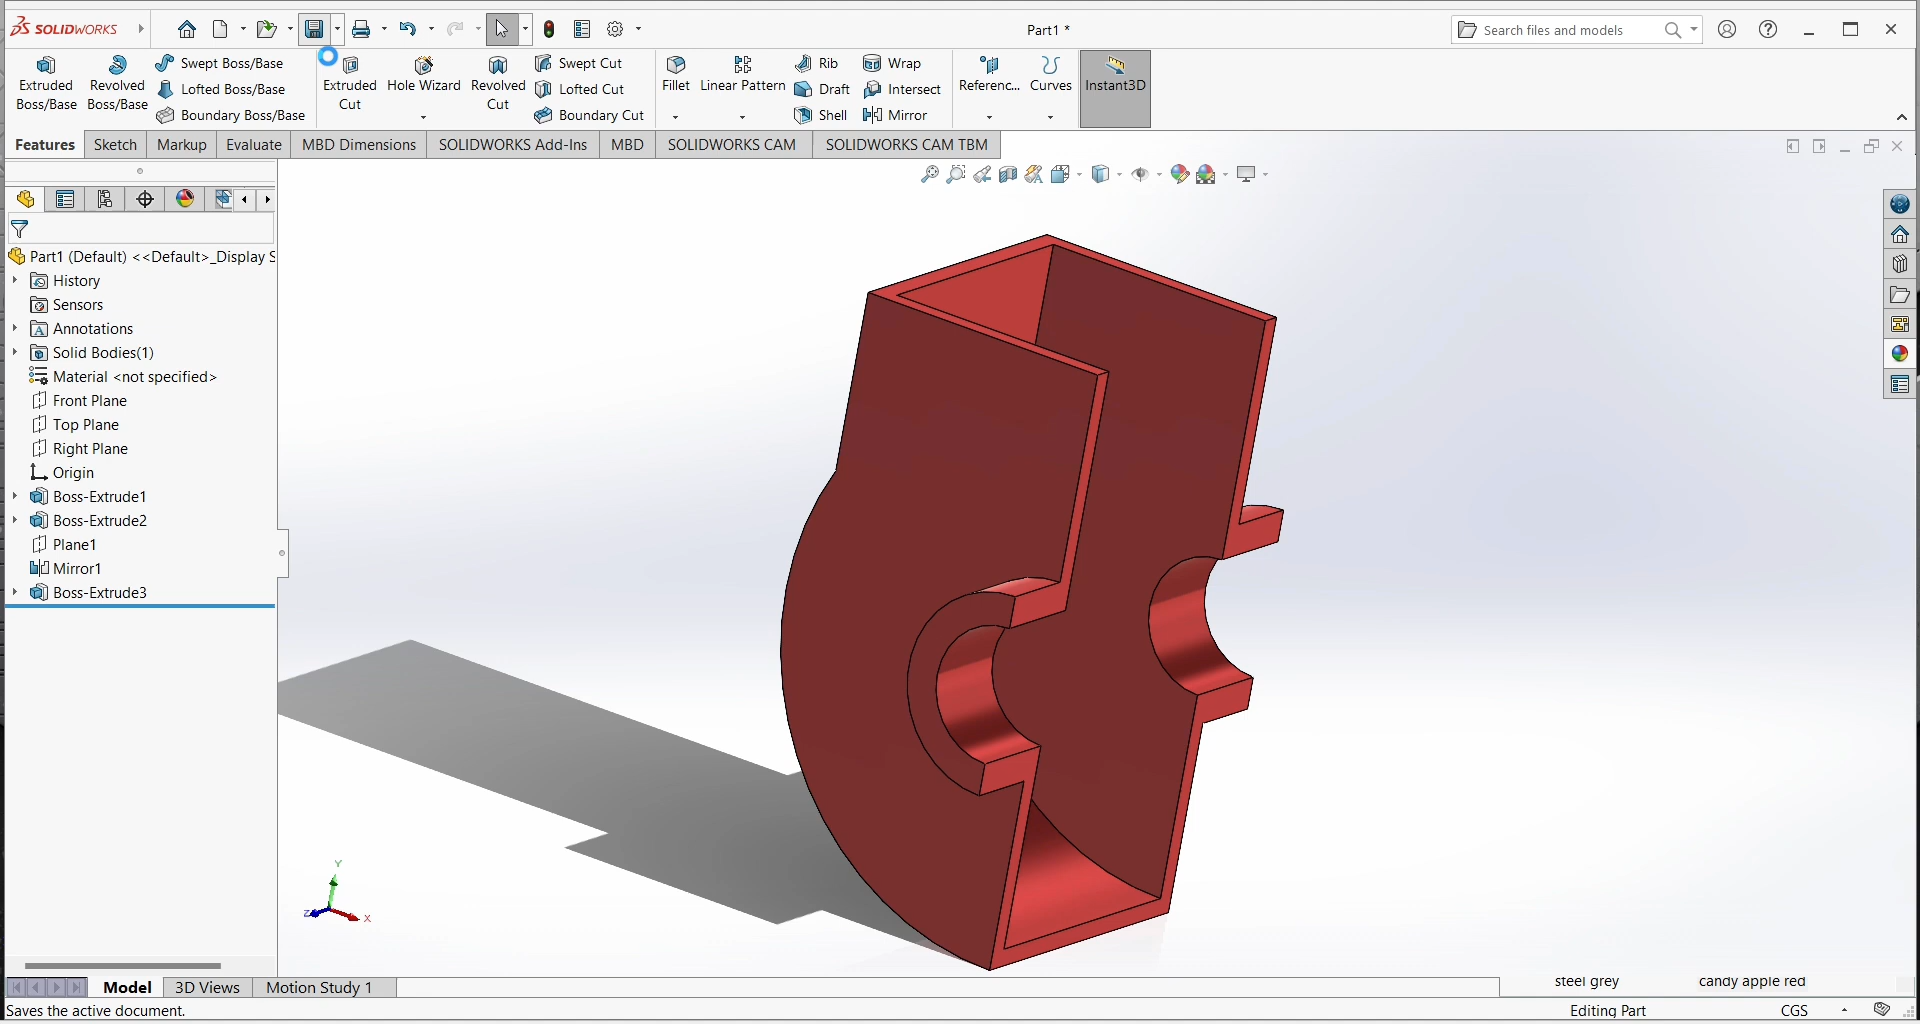 SOLIDWORKS
Part1 *
Search files and models
Extruded Boss/Base
Revolved Boss/Base
Swept Boss/Base
Lofted Boss/Base
Boundary Boss/Base
Extruded Cut
Hole Wizard
Revolved Cut
Swept Cut
Lofted Cut
Boundary Cut
Fillet
Linear Pattern
Rib
Draft
Shell
Wrap
Intersect
Mirror
Referenc...
Curves
Instant3D
Features
Sketch
Markup
Evaluate
MBD Dimensions
SOLIDWORKS Add-Ins
MBD
SOLIDWORKS CAM
SOLIDWORKS CAM TBM
Part1 (Default) <<Default>_Display S
History
Sensors
Annotations
Solid Bodies(1)
Material <not specified>
Front Plane
Top Plane
Right Plane
Origin
Boss-Extrude1
Boss-Extrude2
Plane1
Mirror1
Boss-Extrude3
Y
Z
X
Model
3D Views
Motion Study 1
steel grey
candy apple red
Saves the active document.
Editing Part
CGS